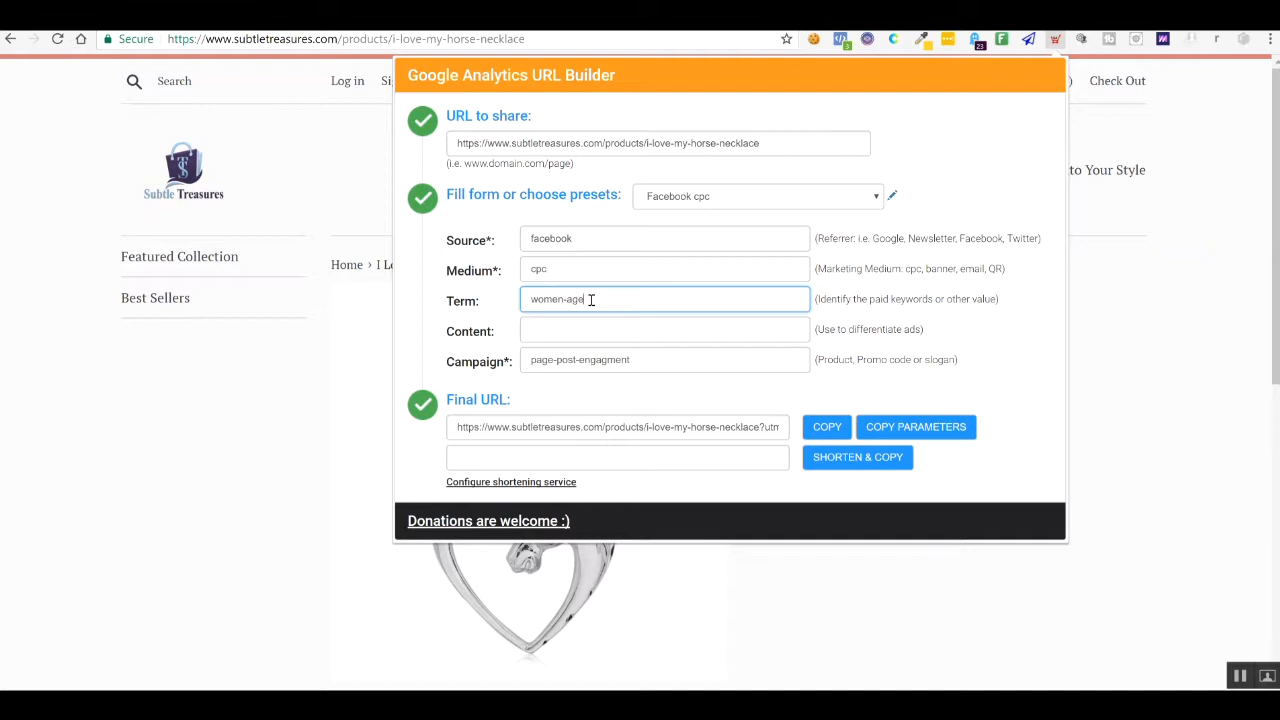 Secure https://www.subtletreasures.com/products/i-love-my-horse-necklace
3
23
Search
Log in
Si
Check Out
Subtle Treasures
to Your Style
Featured Collection
Best Sellers
Home › I Lo
Google Analytics URL Builder
URL to share:
https://www.subtletreasures.com/products/i-love-my-horse-necklace
(i.e. www.domain.com/page)
Fill form or choose presets:
Facebook cpc
Source*:
facebook
(Referrer: i.e. Google, Newsletter, Facebook, Twitter)
Medium*:
cpc
(Marketing Medium: cpc, banner, email, QR)
Term:
women-age
(Identify the paid keywords or other value)
Content:
(Use to differentiate ads)
Campaign*:
page-post-engagment
(Product, Promo code or slogan)
Final URL:
https://www.subtletreasures.com/products/i-love-my-horse-necklace?utm
COPY
COPY PARAMETERS
SHORTEN & COPY
Configure shortening service
Donations are welcome :)